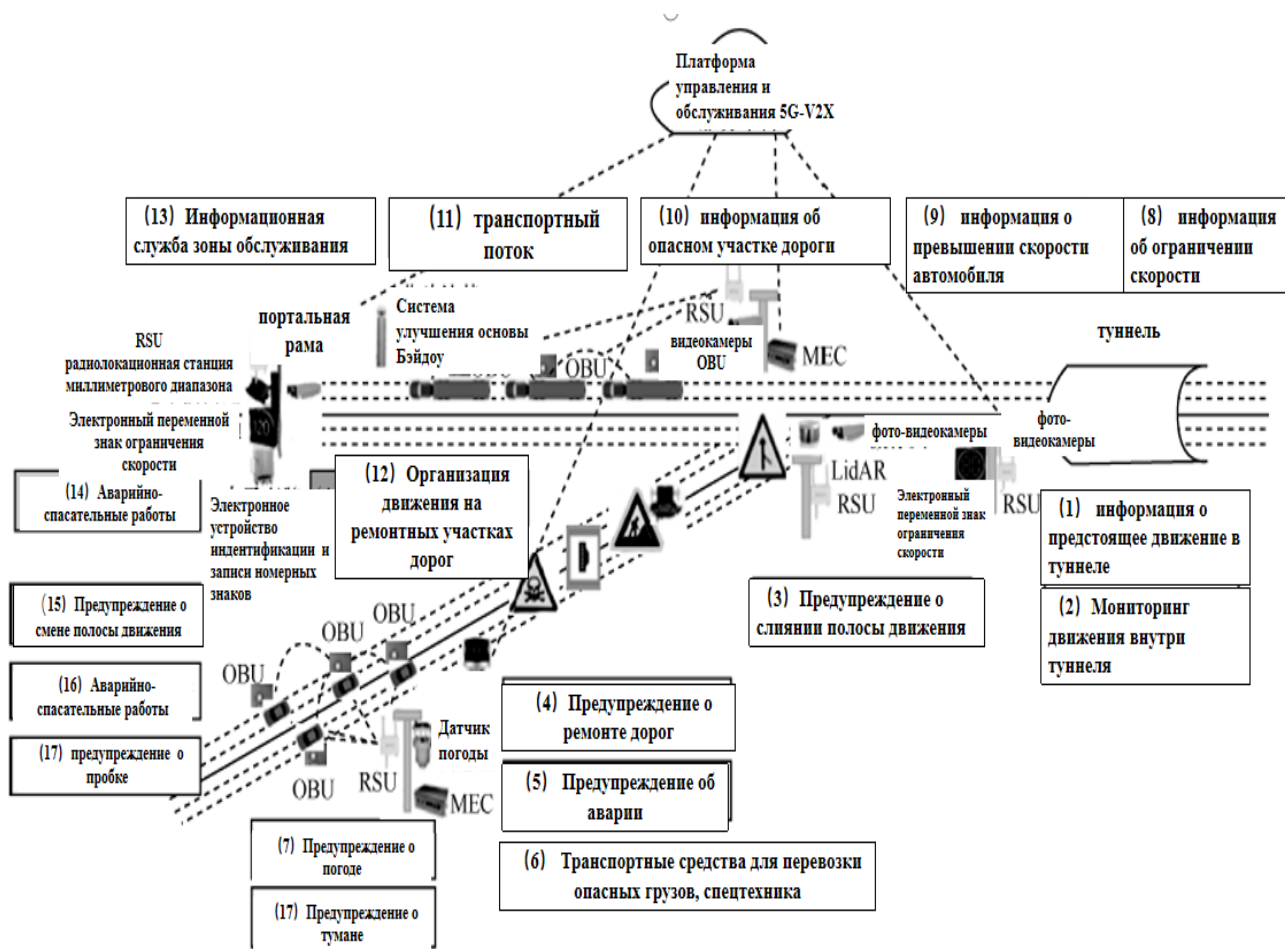 Платформа
управления и
обслуживания 5G-V2X
(13) Информационная
служба зоны обслуживания
(11) транспортный
поток
(10) информация об
опасном участке дороги
(9) информация о
превышении скорости
автомобиля
(8) информация
об ограничении
скорости
портальная
рама
Система
улучшения основы
Бэйдоу
RSU
видеокамеры
OBU
MEC
OBU
туннель
RSU
радиолокационная станция
миллиметрового диапазона
Электронный переменной
знак ограничения
скорости
120
фото-видеокамеры
фото-
видеокамеры
LidAR
RSU
Электронный
переменной знак
ограничения
скорости
RSU
(14) Аварийно-
спасательные работы
Электронное
устройство
индентификации и
записи номерных
знаков
(12) Организация
движения на
ремонтных участках
дорог
(1) информация о
предстоящее движение в
туннеле
(2) Мониторинг
движения внутри
туннеля
(3) Предупреждение о
слиянии полосы движения
(15) Предупреждение о
смене полосы движения
(16) Аварийно-
спасательные работы
(17) предупреждение о
пробке
OBU
OBU
OBU
OBU
RSU
Датчик
погоды
MEC
(4) Предупреждение о
ремонте дорог
(5) Предупреждение об
аварии
(6) Транспортные средства для перевозки
опасных грузов, спецтехника
(7) Предупреждение о
погоде
(17) Предупреждение о
тумане